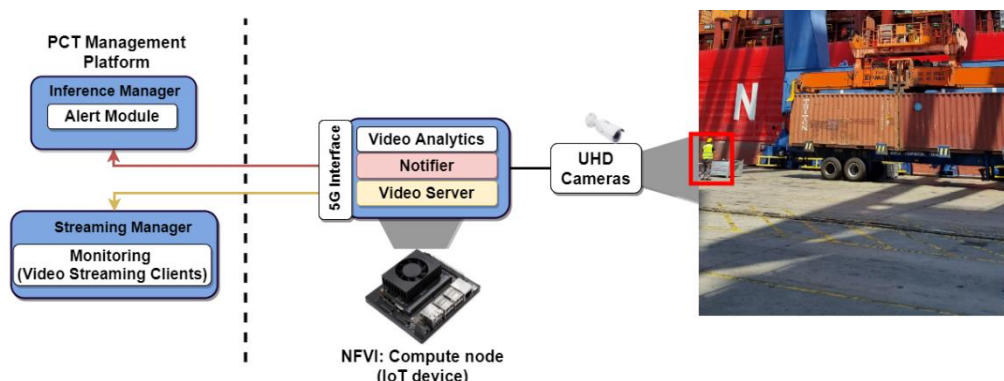 PCT Management
Platform
Inference Manager
Alert Module
Streaming Manager
Monitoring
(Video Streaming Clients)
5G Interface
Video Analytics
Notifier
Video Server
NFVI: Compute node
(IoT device)
UHD
Cameras
N